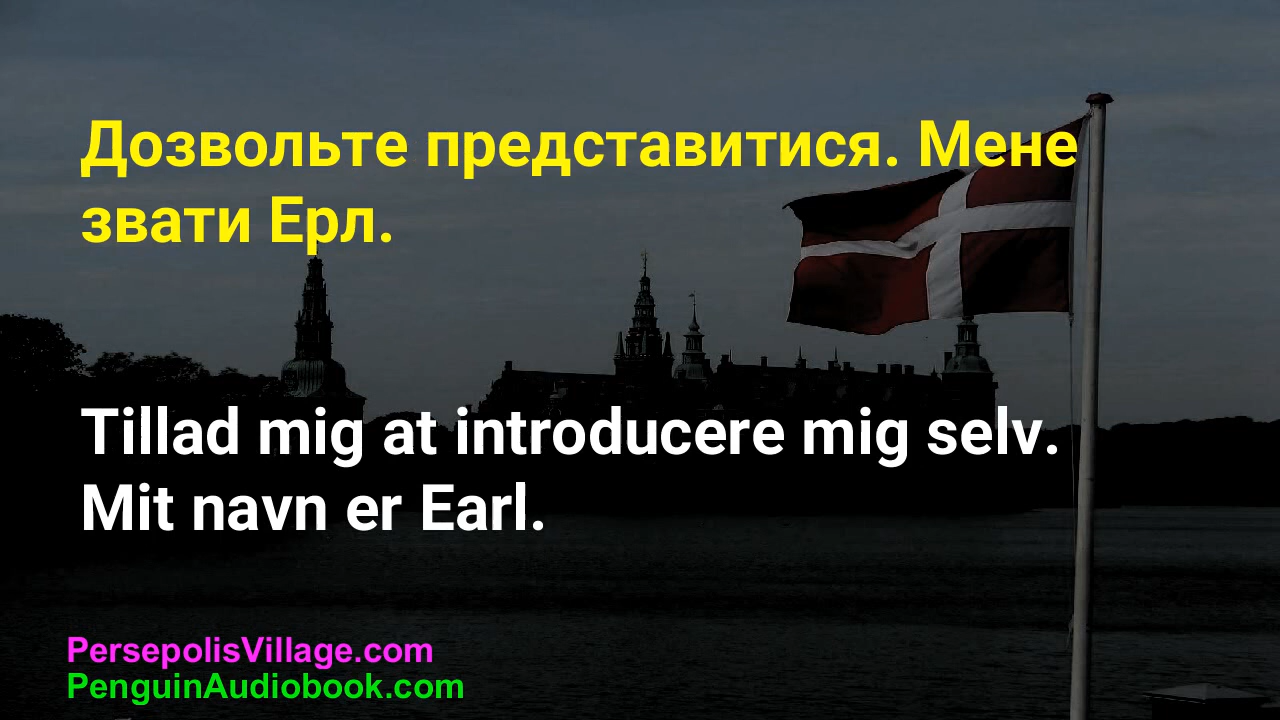 Дозвольте представитися. Мене
звати Ерл.
Tillad mig at introducere mig selv.
Mit navn er Earl.
PersepolisVillage.com
PenguinAudiobook.com